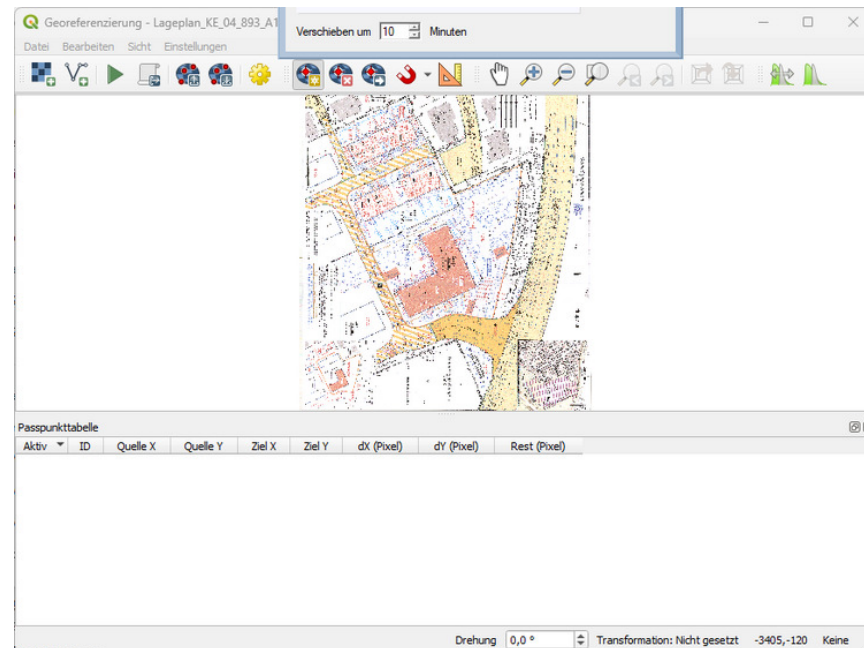 Georeferenzierung - Lageplan_KE_04_893_A1
Verschieben um 10 Minuten
Datei Bearbeiten Sicht Einstellungen
Passpunkttabelle
Aktiv ID Quelle X Quelle Y Ziel X Ziel Y dX (Pixel) dY (Pixel) Rest (Pixel)
Drehung 0,0 ° Transformation: Nicht gesetzt -3405,-120 Keine